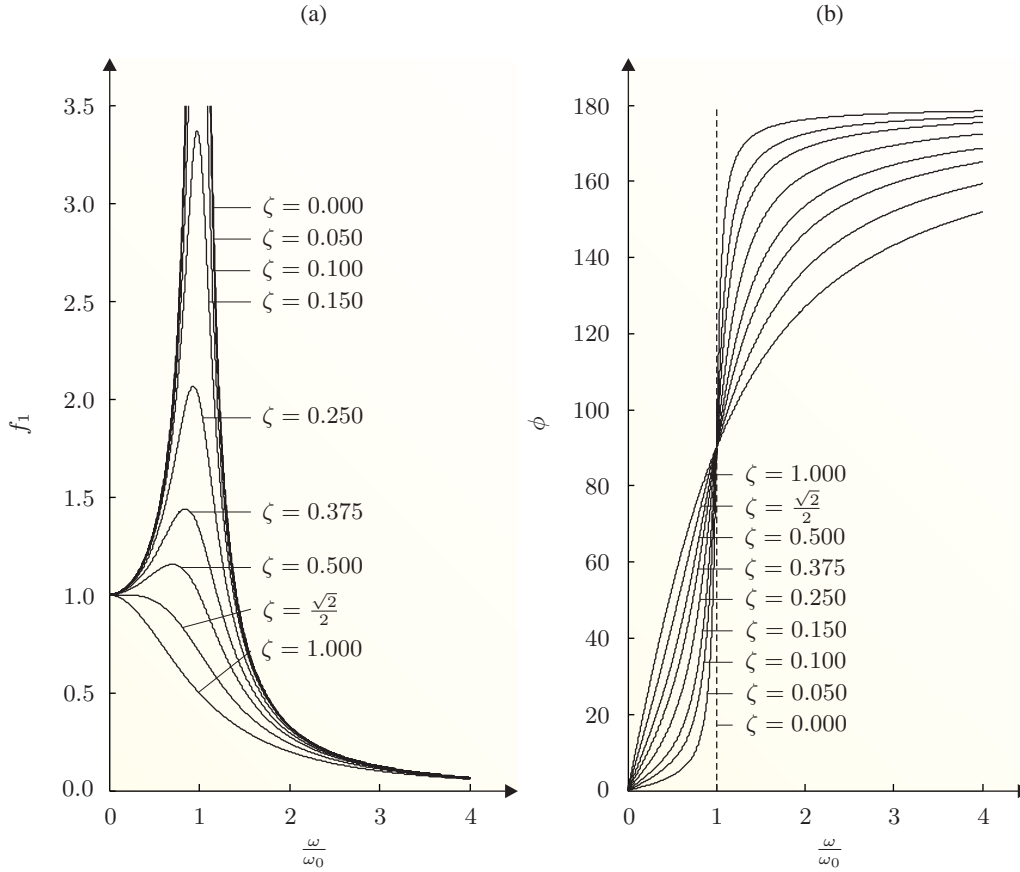 (a)
3.5
3.0
2.5
2.0
1.5
1.0
0.5
0.0
f₁
0 1 2 3 4
ω/ω₀
ζ = 0.000
ζ = 0.050
ζ = 0.100
ζ = 0.150
ζ = 0.250
ζ = 0.375
ζ = 0.500
ζ = √2/2
ζ = 1.000
(b)
180
160
140
120
100
80
60
40
20
0
ϕ
0 1 2 3 4
ω/ω₀
ζ = 1.000
ζ = √2/2
ζ = 0.500
ζ = 0.375
ζ = 0.250
ζ = 0.150
ζ = 0.100
ζ = 0.050
ζ = 0.000